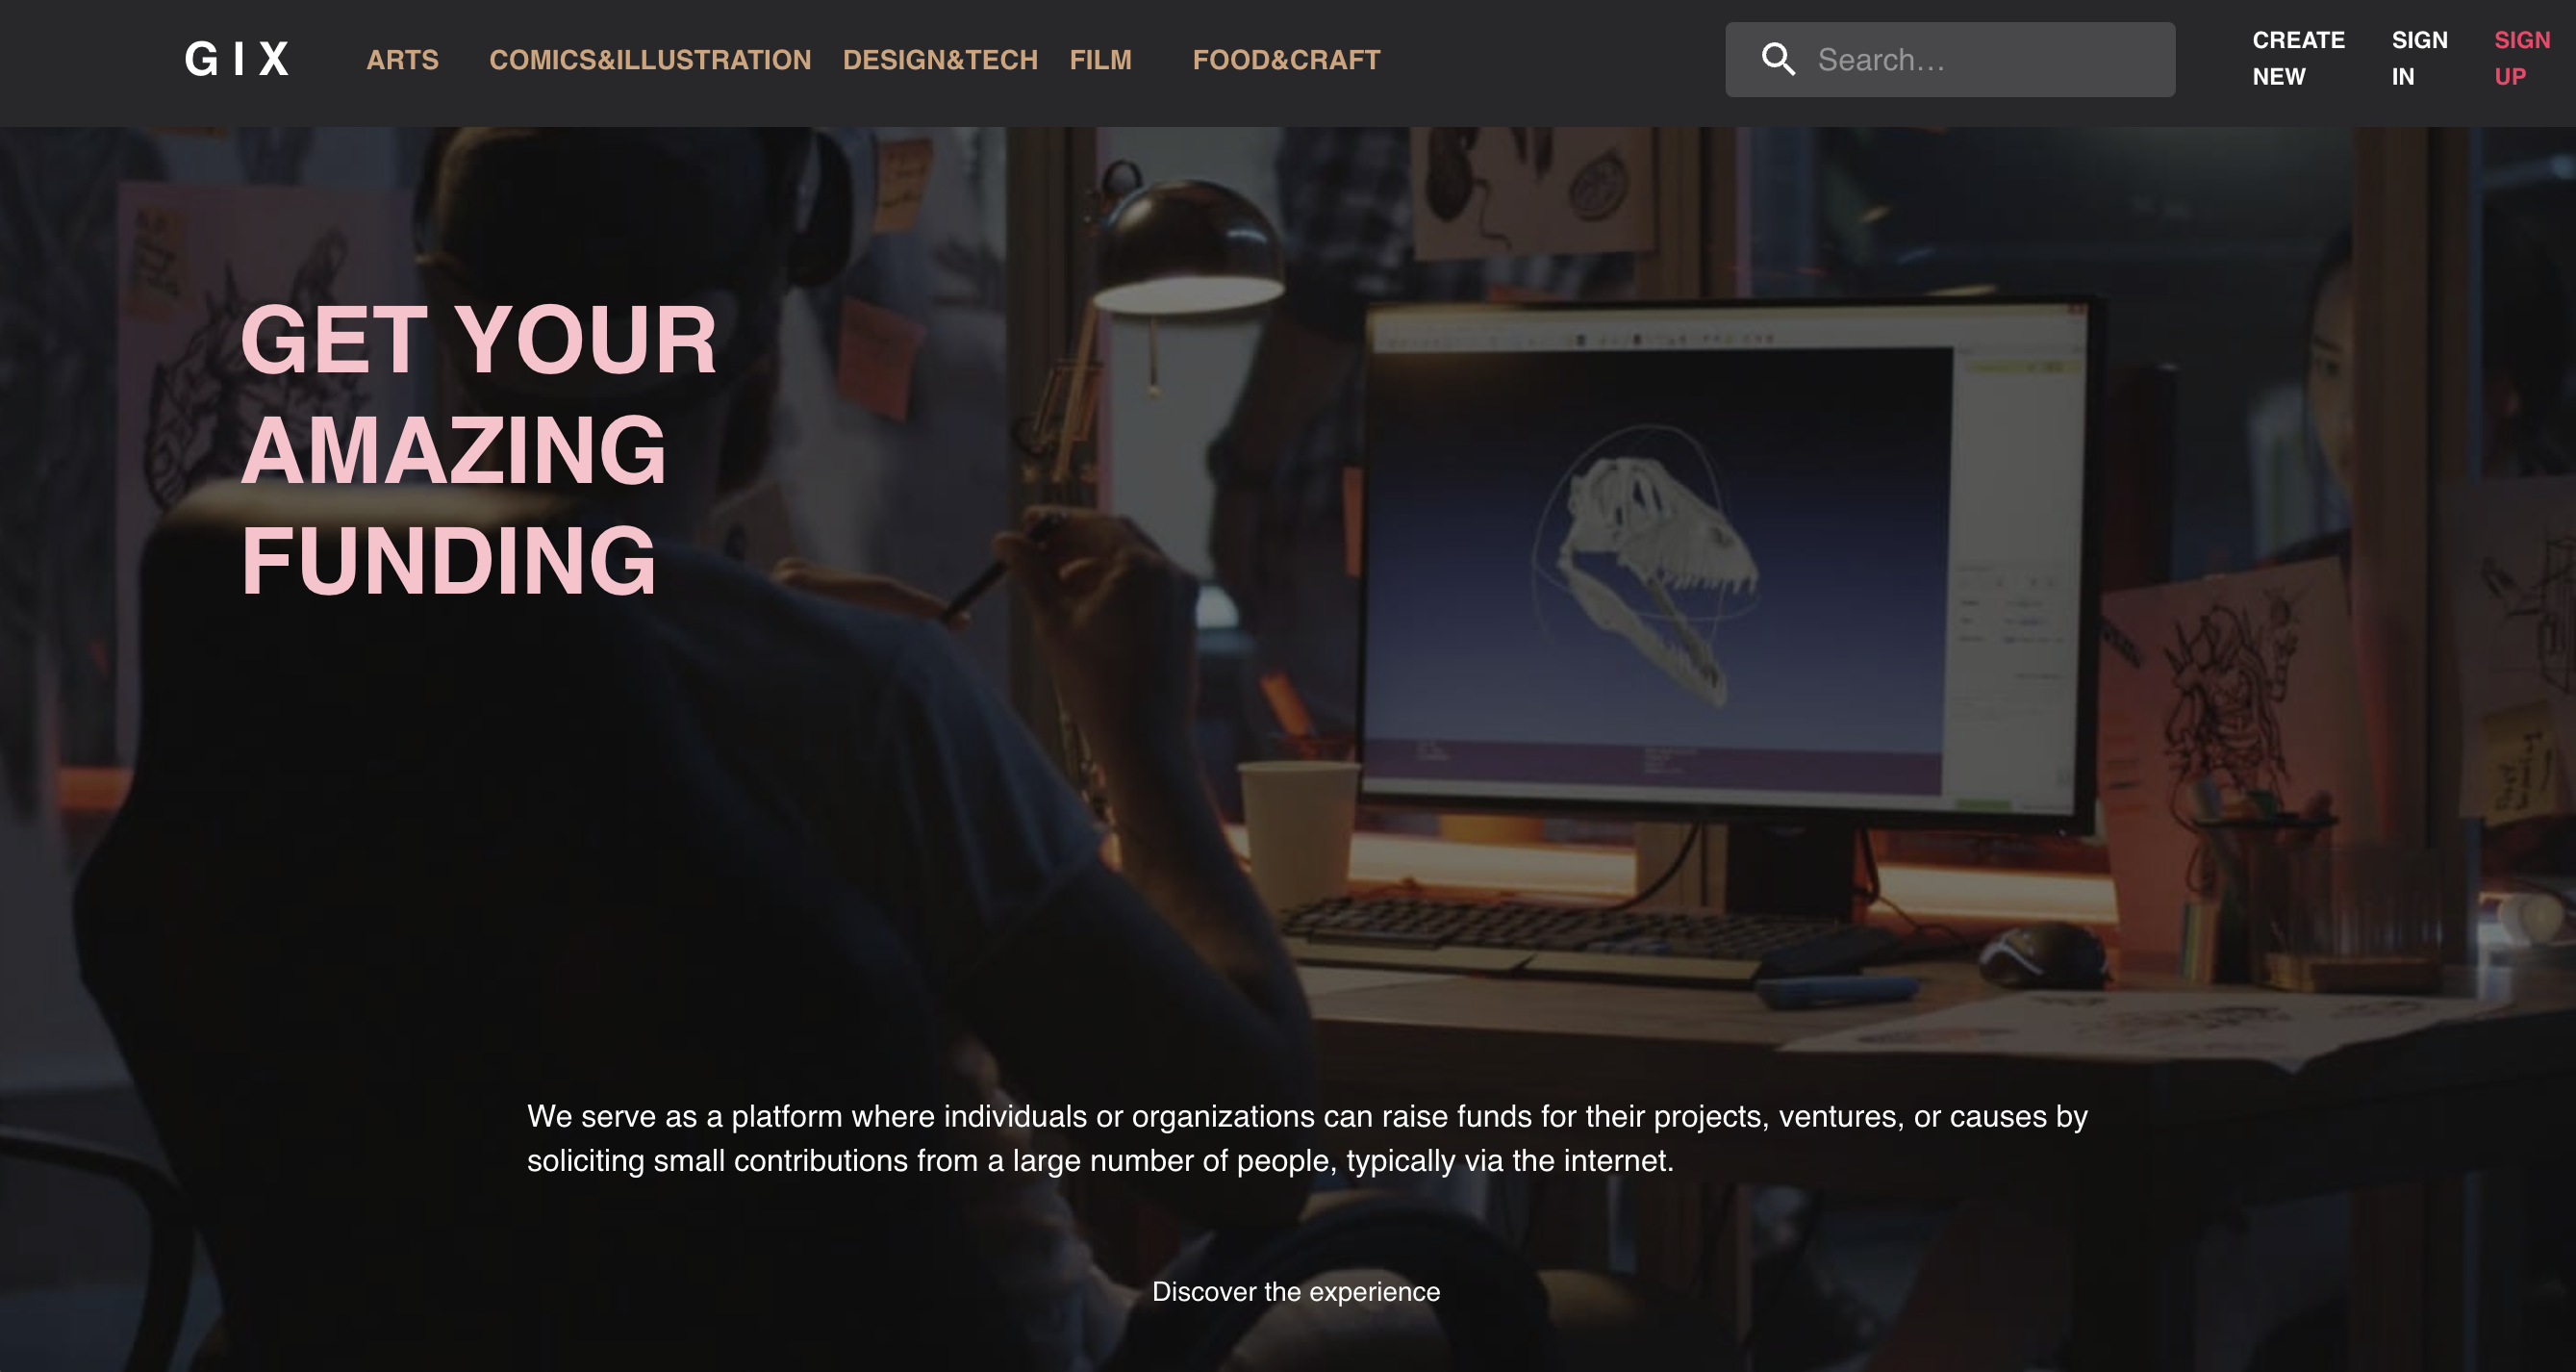 GIX
ARTS COMICS&ILLUSTRATION DESIGN&TECH FILM FOOD&CRAFT
Search...
CREATE NEW
SIGN IN
SIGN UP
GET YOUR
AMAZING
FUNDING
We serve as a platform where individuals or organizations can raise funds for their projects, ventures, or causes by
soliciting small contributions from a large number of people, typically via the internet.
Discover the experience